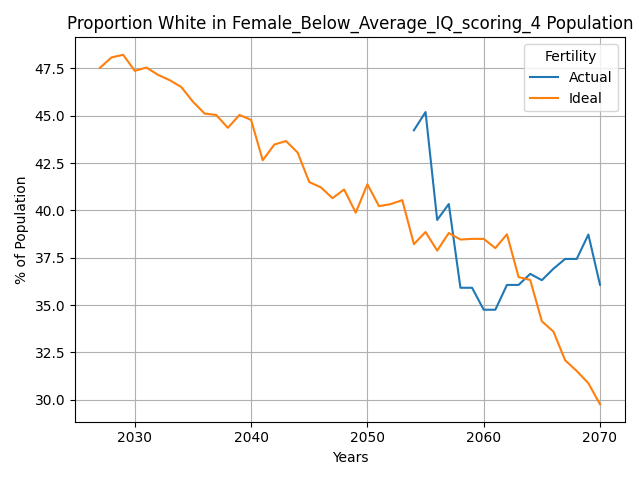 Proportion White in Female_Below_Average_IQ_scoring_4 Population
Fertility
Actual
Ideal
47.5
45.0
42.5
40.0
37.5
35.0
32.5
30.0
% of Population
2030 2040 2050 2060 2070
Years